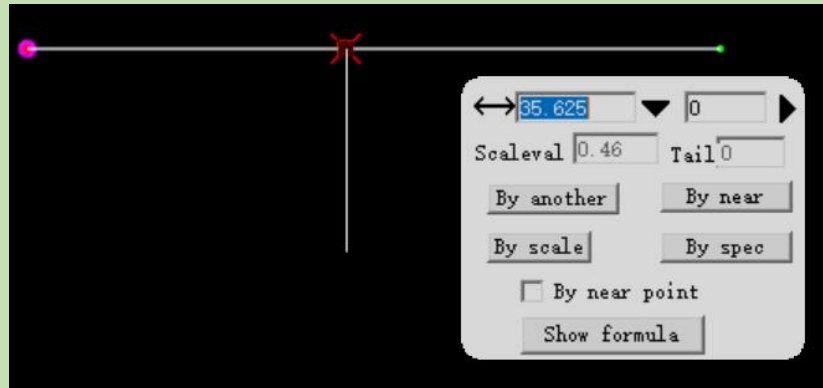 35.625 0
Scaleval 0.46 Tail 0
By another By near
By scale By spec
By near point
Show formula